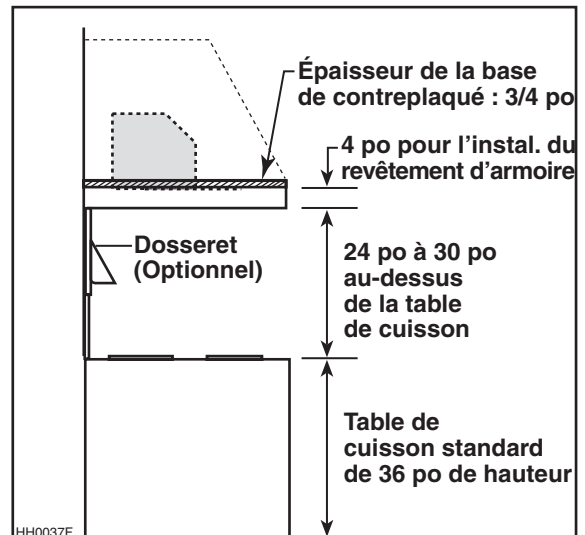 Épaisseur de la base
de contreplaqué : 3/4 po
4 po pour l'instal. du
revêtement d'armoire
Dosseret
(Optionnel)
24 po à 30 po
au-dessus
de la table
de cuisson
Table de
cuisson standard
de 36 po de hauteur
HH0037F